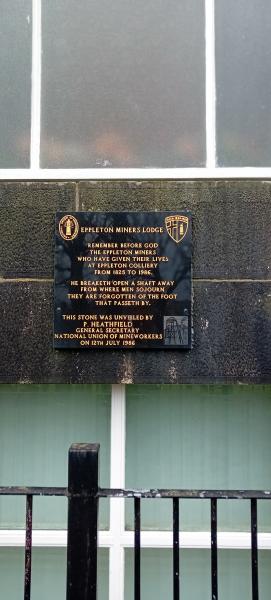 EPPLETON MINERS LODGE
REMEMBER BEFORE GOD
THE EPPLETON MINERS
WHO HAVE GIVEN THEIR LIVES
AT EPPLETON COLLIERY
FROM 1825 TO 1986.
HE BREAKETH OPEN A SHAFT AWAY
FROM WHERE MEN SOJOURN
THEY ARE FORGOTTEN OF THE FOOT
THAT PASSETH BY.
THIS STONE WAS UNVEILED BY
P. HEATHFIELD
GENERAL SECRETARY
NATIONAL UNION OF MINEWORKERS
ON 12TH JULY 1986